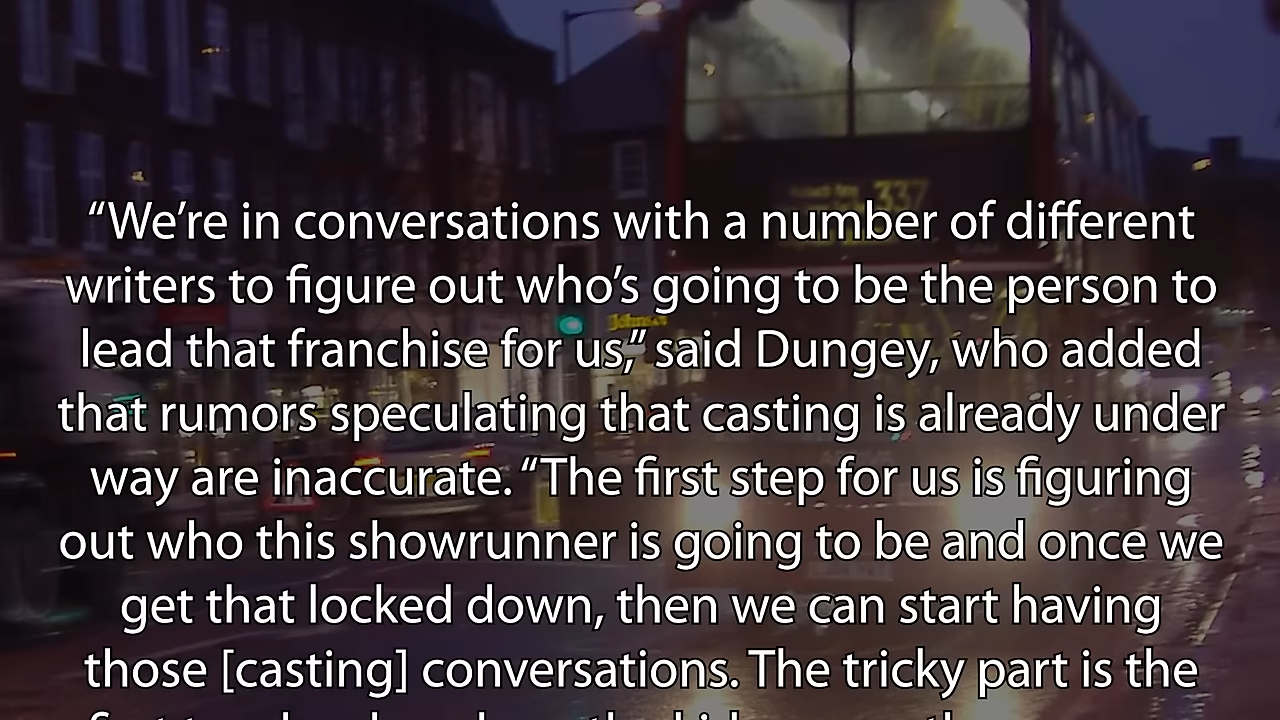 337
Johnsns
“We’re in conversations with a number of different
writers to figure out who’s going to be the person to
lead that franchise for us,” said Dungey, who added
that rumors speculating that casting is already under
way are inaccurate. “The first step for us is figuring
out who this showrunner is going to be and once we
get that locked down, then we can start having
those [casting] conversations. The tricky part is the